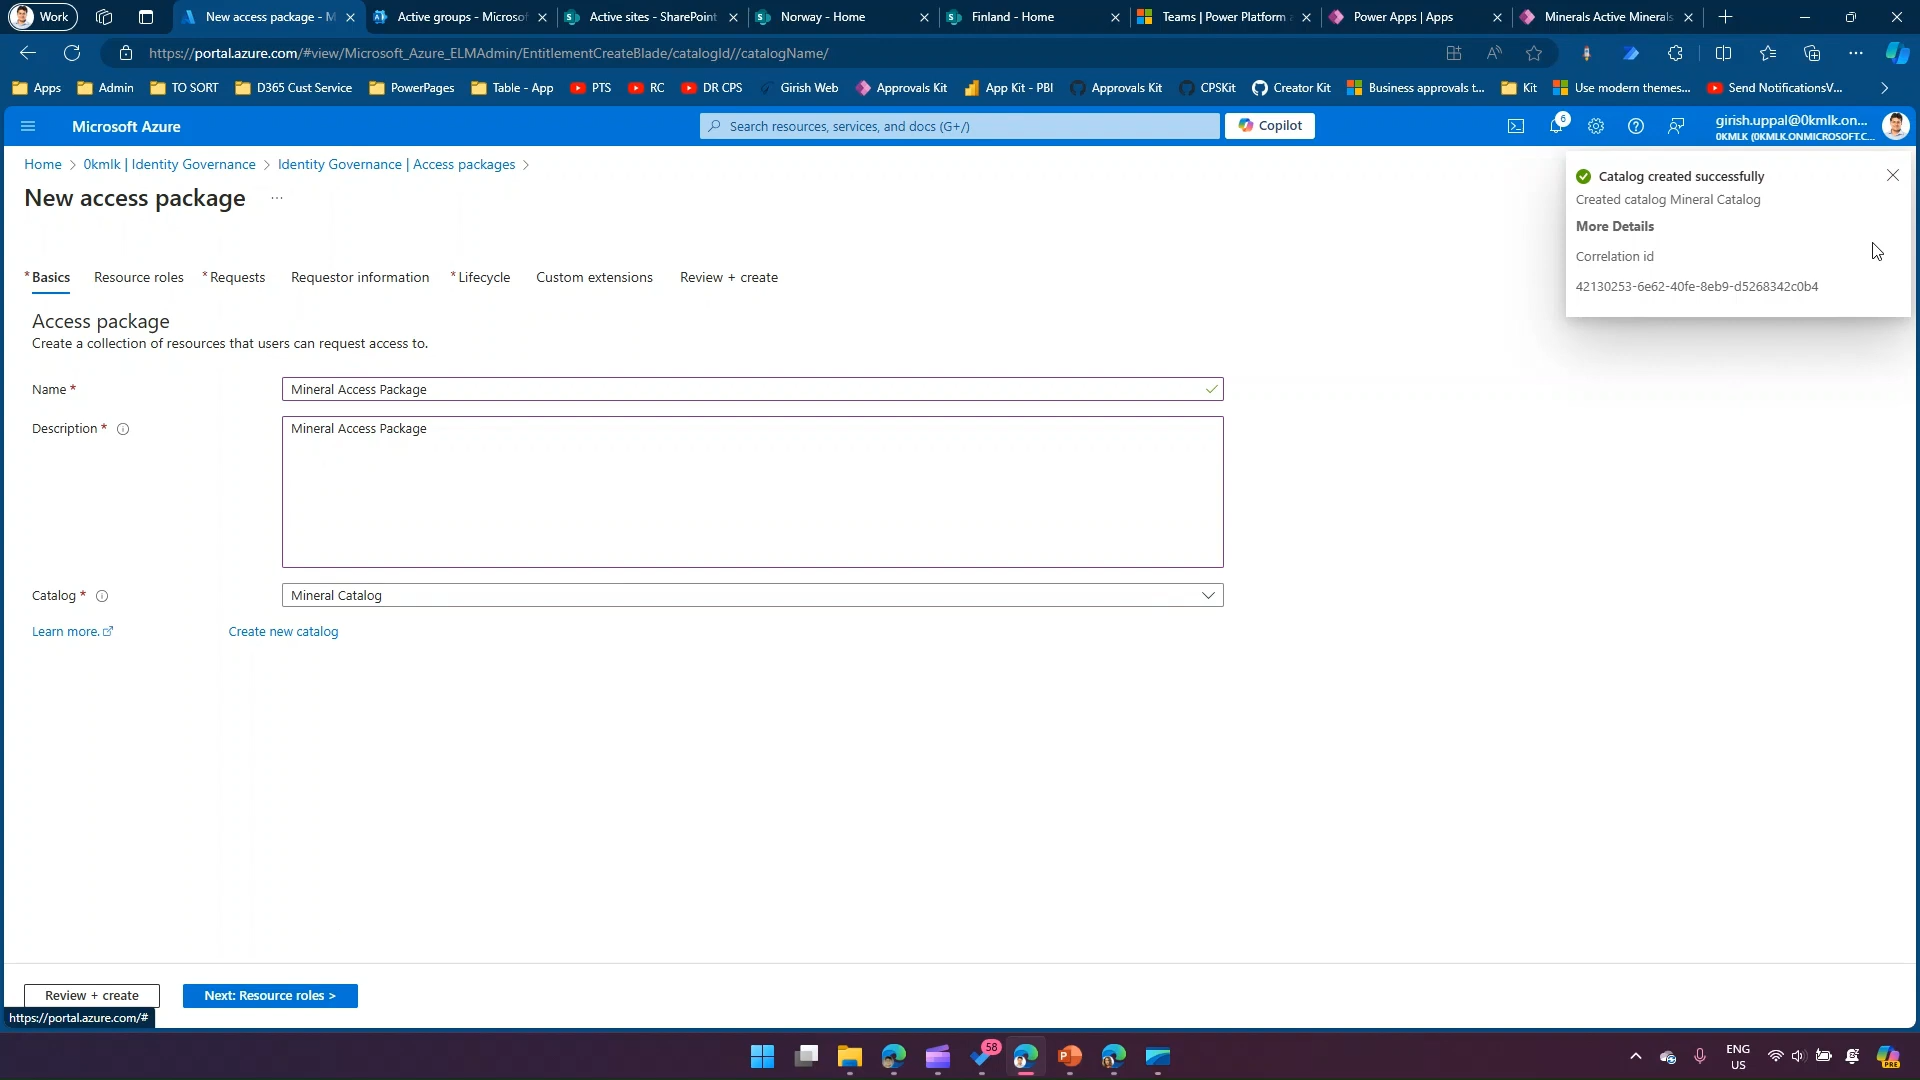 Work
New access package - M
Active groups - Microsof
Active sites - SharePoint
Norway - Home
Finland - Home
Teams | Power Platform a
Power Apps | Apps
Minerals Active Minerals
https://portal.azure.com/#view/Microsoft_Azure_ELMAdmin/EntitlementCreateBlade/catalogId//catalogName/
Apps
Admin
TO SORT
D365 Cust Service
PowerPages
Table - App
PTS
RC
DR CPS
Girish Web
Approvals Kit
App Kit - PBI
Approvals Kit
CPSKit
Creator Kit
Business approvals t...
Kit
Use modern themes...
Send NotificationsV...
Microsoft Azure
Search resources, services, and docs (G+/)
Copilot
6
girish.uppal@0kmlk.on...
0KMLK (0KMLK.ONMICROSOFT.C...
Home > 0kmlk | Identity Governance > Identity Governance | Access packages >
New access package ...
Catalog created successfully
Created catalog Mineral Catalog
More Details
Correlation id
42130253-6e62-40fe-8eb9-d5268342c0b4
* Basics
Resource roles
* Requests
Requestor information
* Lifecycle
Custom extensions
Review + create
Access package
Create a collection of resources that users can request access to.
Name *
Mineral Access Package
Description *
Mineral Access Package
Catalog *
Mineral Catalog
Learn more.
Create new catalog
Review + create
Next: Resource roles >
https://portal.azure.com/#
58
ENG
US
PRE